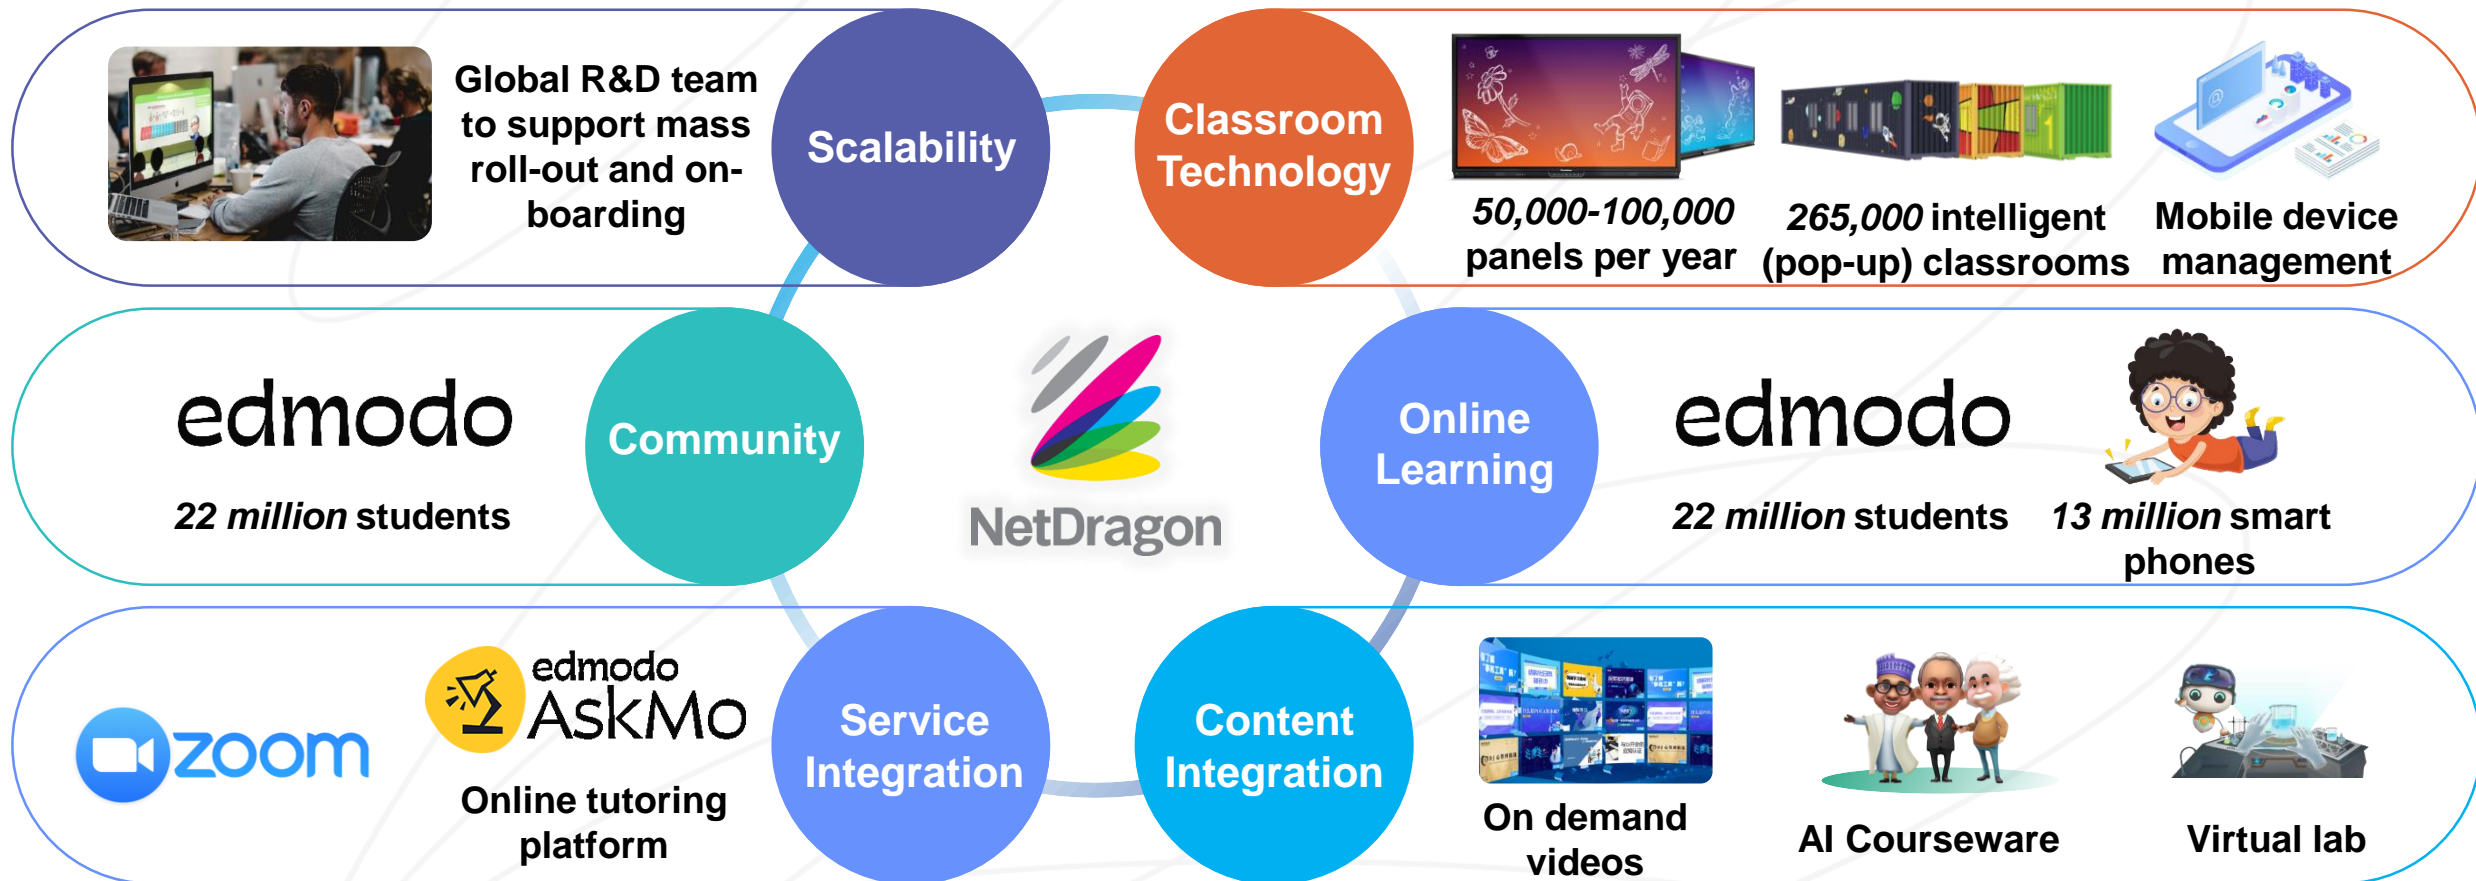 Global R&D team
to support mass
roll-out and on-
boarding
Scalability
Classroom
Technology
50,000-100,000
panels per year
265,000 intelligent
(pop-up) classrooms
Mobile device
management
edmodo
22 million students
Community
NetDragon
Online
Learning
edmodo
22 million students
13 million smart
phones
zoom
edmodo
AskMo
Online tutoring
platform
Service
Integration
Content
Integration
On demand
videos
AI Courseware
Virtual lab